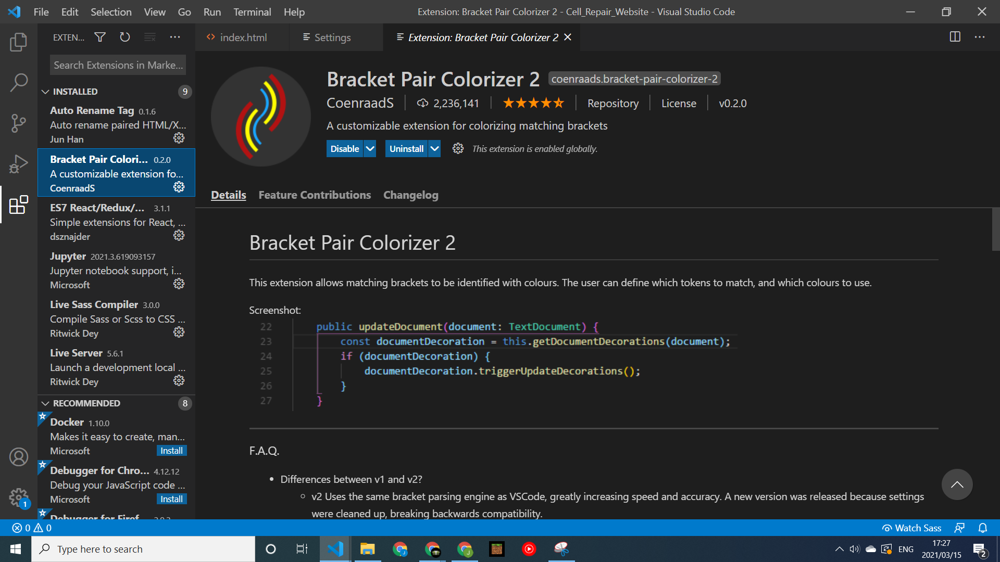 File Edit Selection View Go Run Terminal Help
Extension: Bracket Pair Colorizer 2 - Cell_Repair_Website - Visual Studio Code
EXTEN...
index.html
Settings
Extension: Bracket Pair Colorizer 2
Search Extensions in Marke...
INSTALLED 9
Auto Rename Tag 0.1.6
Auto rename paired HTML/X...
Jun Han
Bracket Pair Colori... 0.2.0
A customizable extension fo...
CoenraadS
ES7 React/Redux/... 3.1.1
Simple extensions for React, ...
dsznajder
Jupyter 2021.3.619093157
Jupyter notebook support, i...
Microsoft
Live Sass Compiler 3.0.0
Compile Sass or Scss to CSS ...
Ritwick Dey
Live Server 5.6.1
Launch a development local ...
Ritwick Dey
RECOMMENDED 8
Docker 1.10.0
Makes it easy to create, man...
Microsoft Install
Debugger for Chro... 4.12.12
Debug your JavaScript code ...
Microsoft Install
Debugger for Firef...
1
Bracket Pair Colorizer 2 coenraads.bracket-pair-colorizer-2
CoenraadS 2,236,141 Repository License v0.2.0
A customizable extension for colorizing matching brackets
Disable Uninstall This extension is enabled globally.
Details Feature Contributions Changelog
Bracket Pair Colorizer 2
This extension allows matching brackets to be identified with colours. The user can define which tokens to match, and which colours to use.
Screenshot:
22 public updateDocument(document: TextDocument) {
23 const documentDecoration = this.getDocumentDecorations(document);
24 if (documentDecoration) {
25 documentDecoration.triggerUpdateDecorations();
26 }
27 }
F.A.Q.
• Differences between v1 and v2?
◦ v2 Uses the same bracket parsing engine as VSCode, greatly increasing speed and accuracy. A new version was released because settings
were cleaned up, breaking backwards compatibility.
0 0
Watch Sass
Type here to search
J
J
ENG
17:27
2021/03/15
2